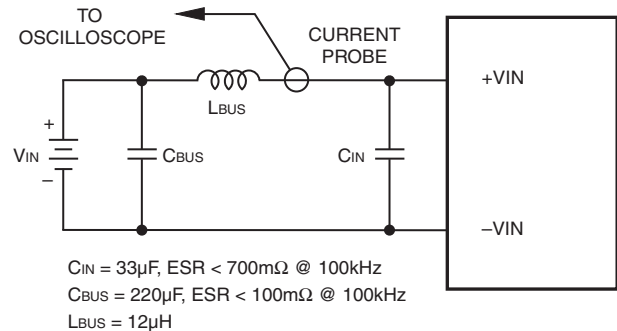 TO
OSCILLOSCOPE
CURRENT
PROBE
+VIN
LBUS
+
VIN
–
CBUS
CIN
–VIN
CIN = 33µF, ESR < 700mΩ @ 100kHz
CBUS = 220µF, ESR < 100mΩ @ 100kHz
LBUS = 12µH